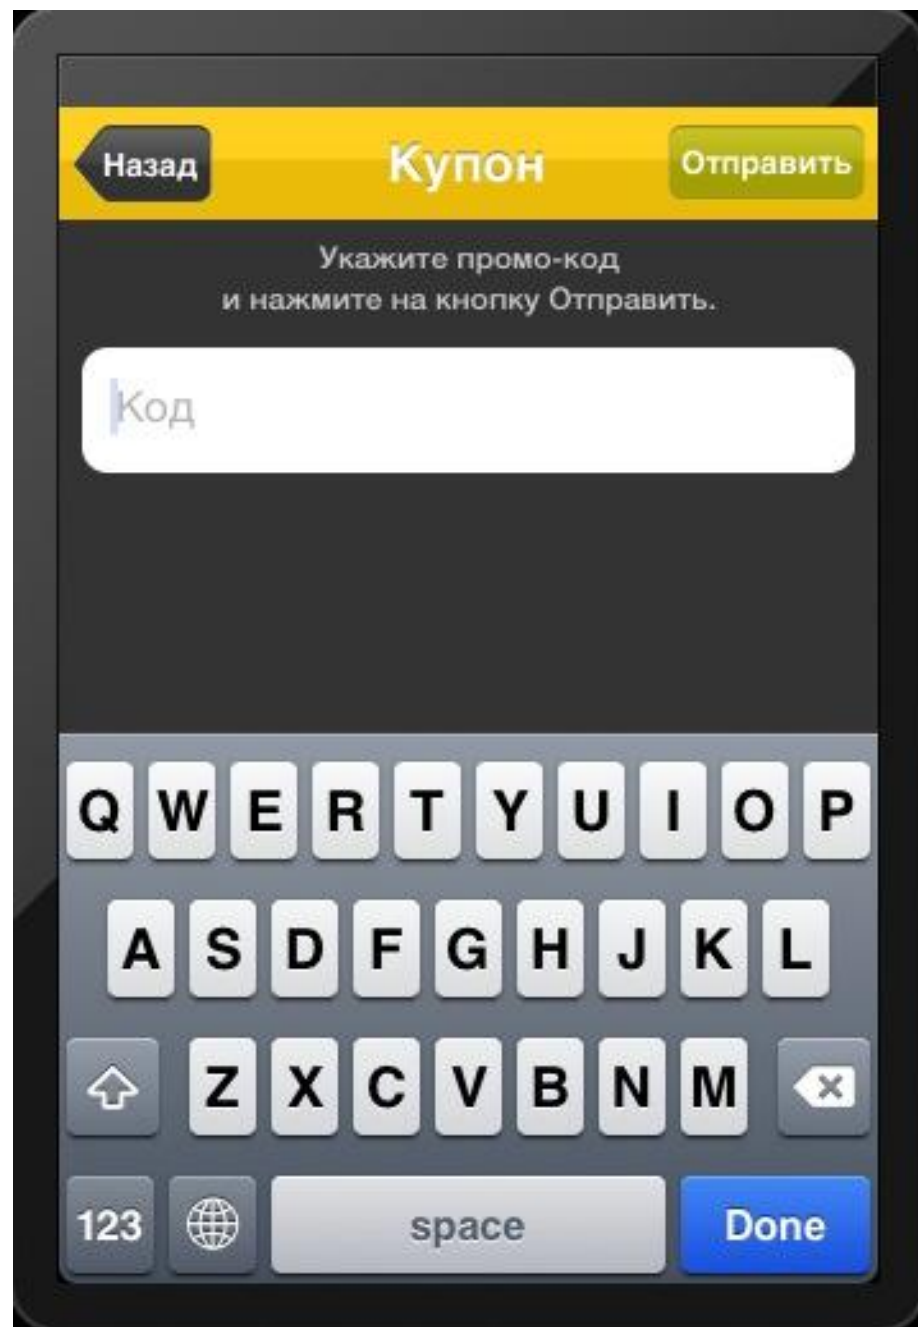 Назад Купон Отправить
Укажите промо-код
и нажмите на кнопку Отправить.
Код
Q W E R T Y U I O P
A S D F G H J K L
Z X C V B N M
123 space Done